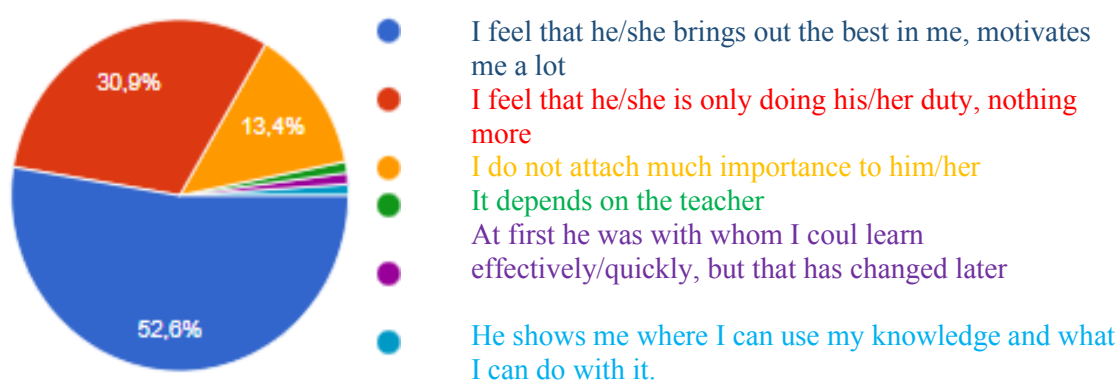 30,9%
13,4%
52,6%
I feel that he/she brings out the best in me, motivates
me a lot
I feel that he/she is only doing his/her duty, nothing
more
I do not attach much importance to him/her
It depends on the teacher
At first he was with whom I coul learn
effectively/quickly, but that has changed later
He shows me where I can use my knowledge and what
I can do with it.